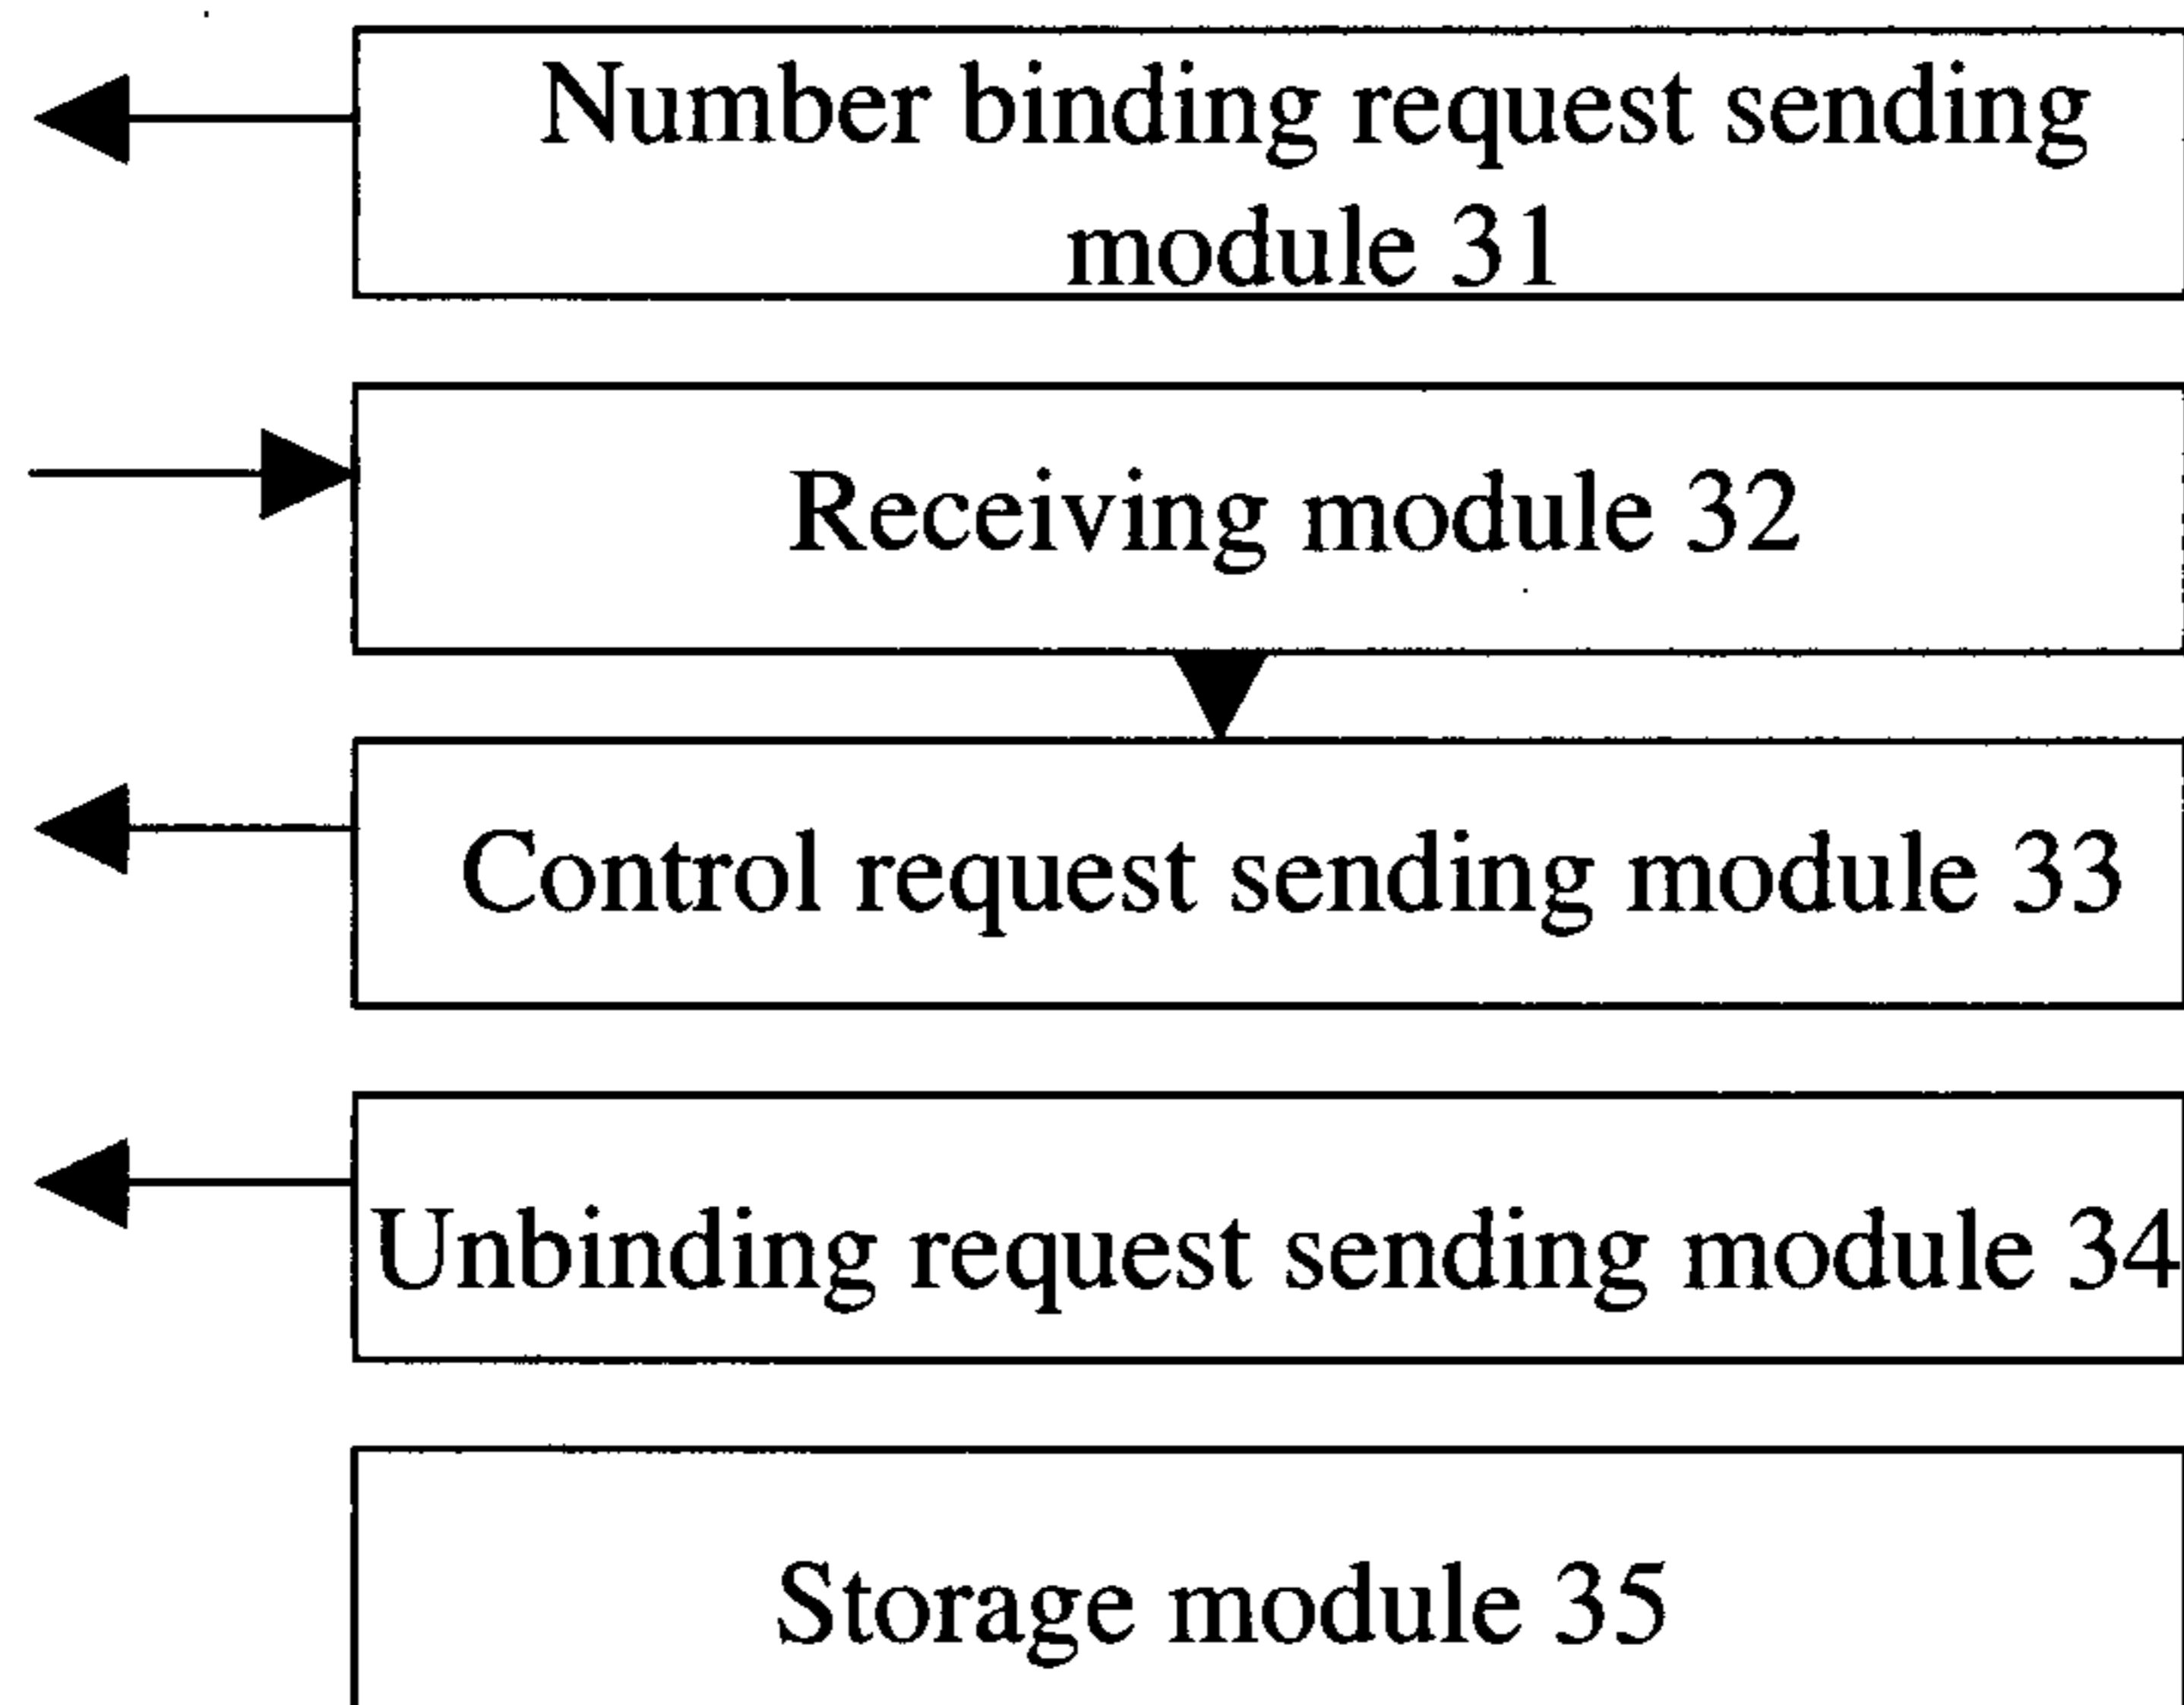 Number binding request sending
module 31
Receiving module 32
Control request sending module 33
Unbinding request sending module 34
Storage module 35